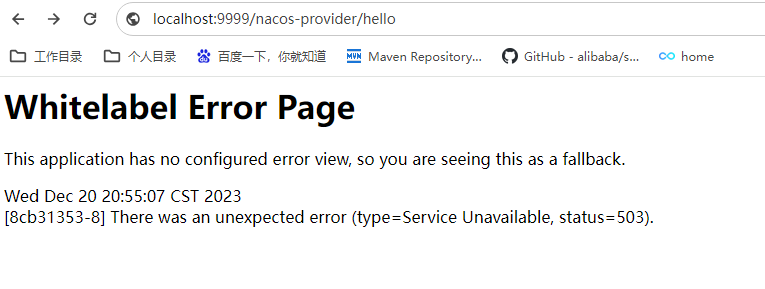 localhost:9999/nacos-provider/hello
工作目录 个人目录 百度一下，你就知道 MVN Maven Repository... GitHub - alibaba/s... home
Whitelabel Error Page
This application has no configured error view, so you are seeing this as a fallback.
Wed Dec 20 20:55:07 CST 2023
[8cb31353-8] There was an unexpected error (type=Service Unavailable, status=503).